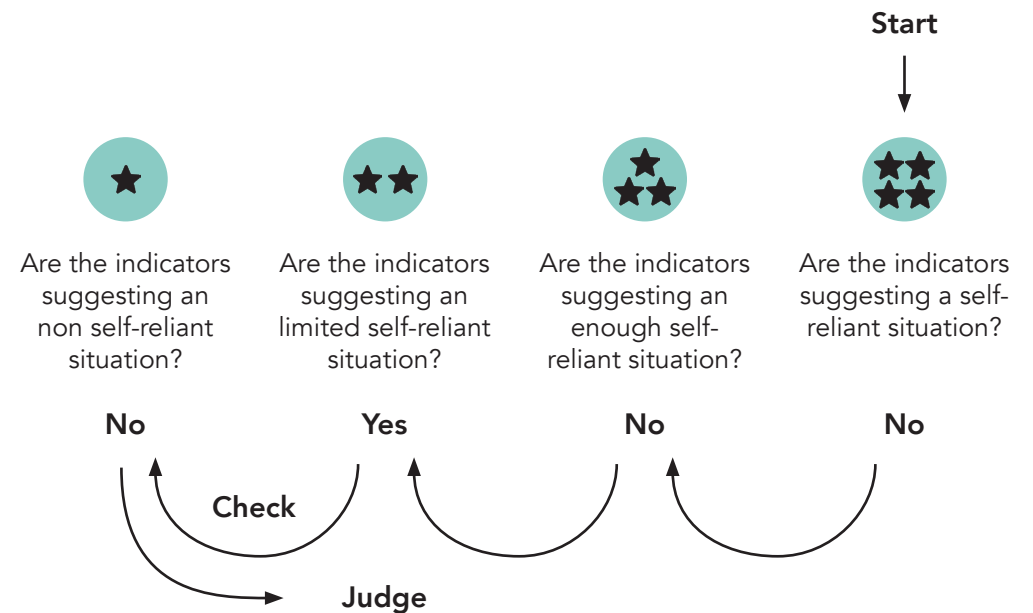 Start
Are the indicators
suggesting an
non self-reliant
situation?
Are the indicators
suggesting an
limited self-reliant
situation?
Are the indicators
suggesting an
enough self-
reliant situation?
Are the indicators
suggesting a self-
reliant situation?
No
Yes
No
No
Check
Judge